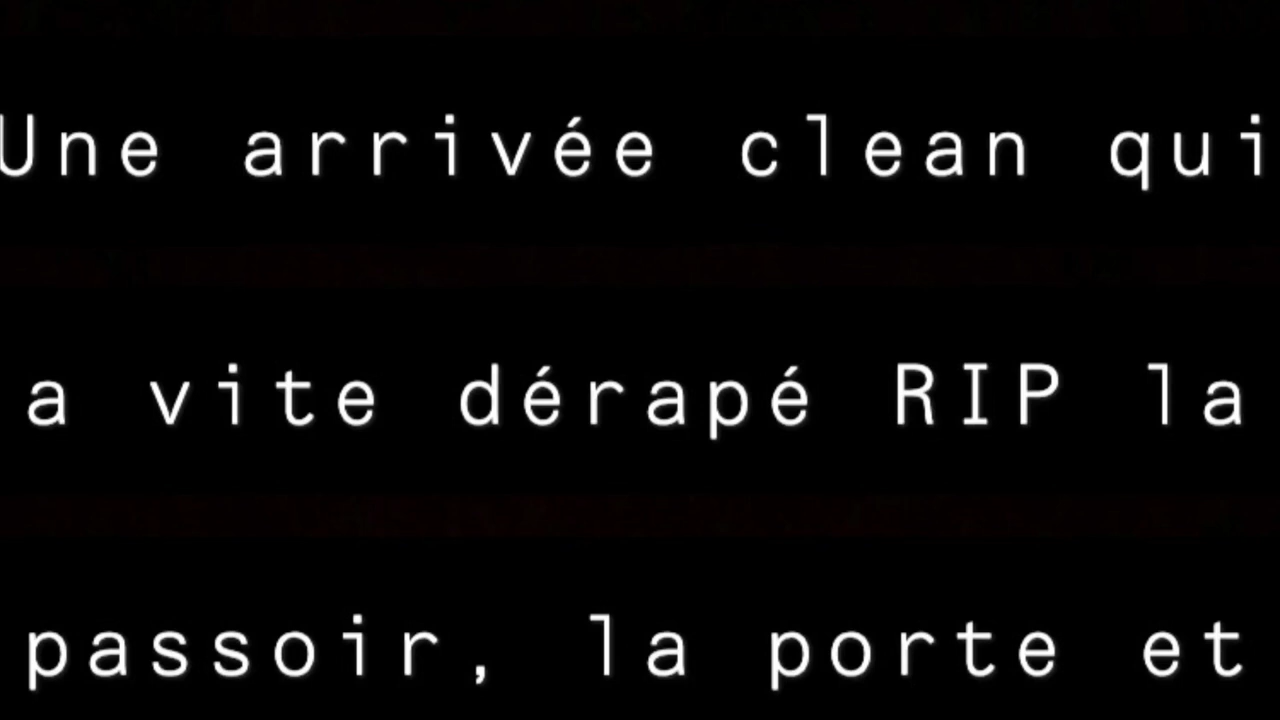 Une arrivée clean qui
a vite dérapé RIP la
passoir, la porte et